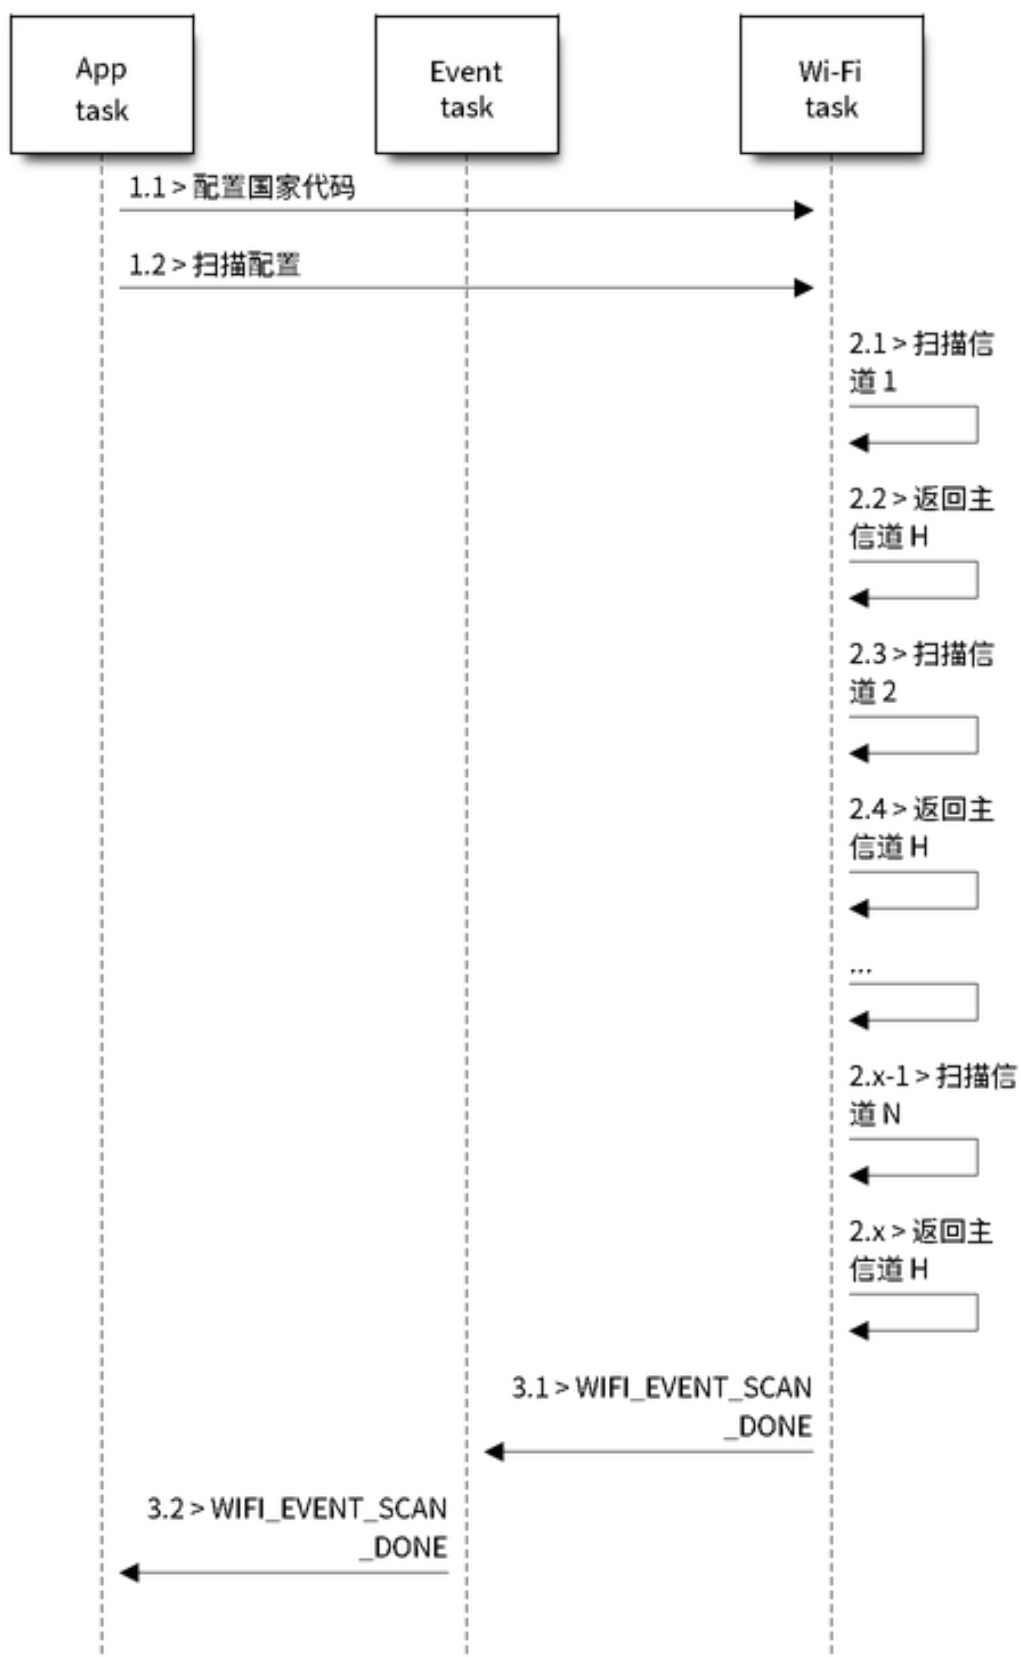 App
task
Event
task
Wi-Fi
task
1.1 > 配置国家代码
1.2 > 扫描配置
2.1 > 扫描信
道 1
2.2 > 返回主
信道 H
2.3 > 扫描信
道 2
2.4 > 返回主
信道 H
...
2.x-1 > 扫描信
道 N
2.x > 返回主
信道 H
3.1 > WIFI_EVENT_SCAN
_DONE
3.2 > WIFI_EVENT_SCAN
_DONE